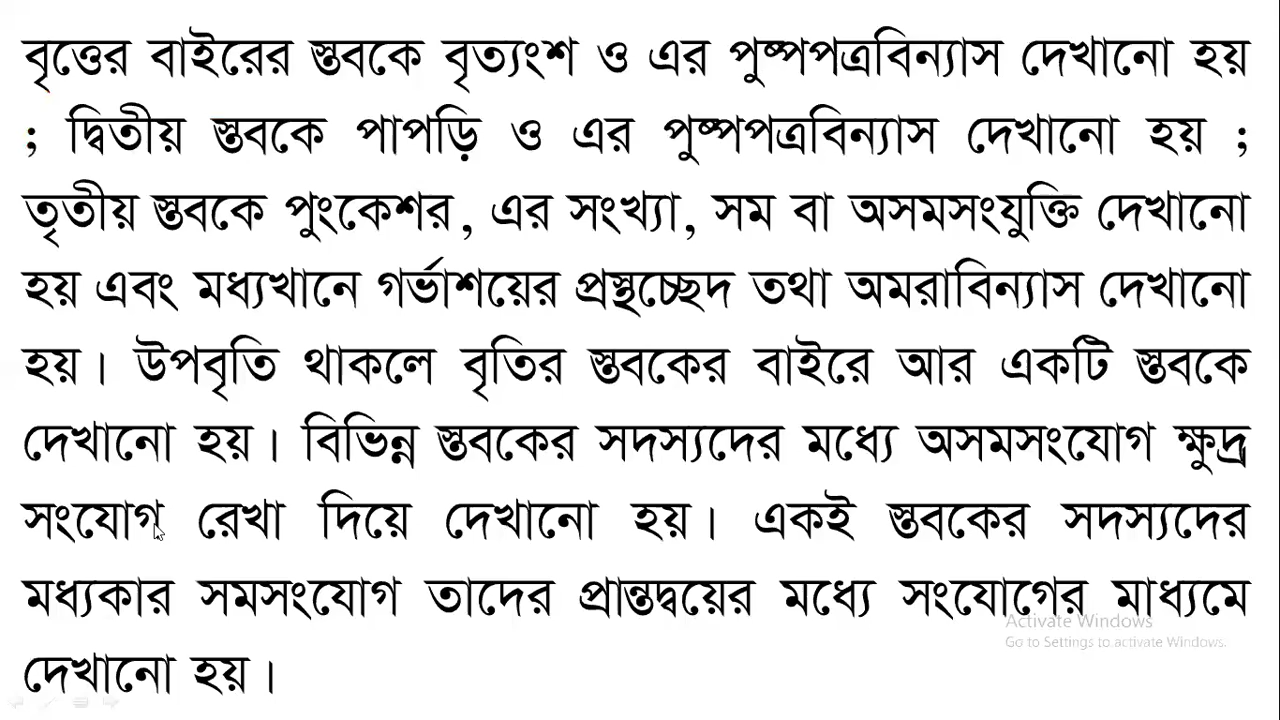 বৃত্তের বাইরের স্তবকে বৃত্যংশ ও এর পুষ্পপত্রবিন্যাস দেখানো হয়
; দ্বিতীয় স্তবকে পাপড়ি ও এর পুষ্পপত্রবিন্যাস দেখানো হয় ;
তৃতীয় স্তবকে পুংকেশর, এর সংখ্যা, সম বা অসমসংযুক্তি দেখানো
হয় এবং মধ্যখানে গর্ভাশয়ের প্রস্থচ্ছেদ তথা অমরাবিন্যাস দেখানো
হয়। উপবৃতি থাকলে বৃতির স্তবকের বাইরে আর একটি স্তবকে
দেখানো হয়। বিভিন্ন স্তবকের সদস্যদের মধ্যে অসমসংযোগ ক্ষুদ্র
সংযোগ রেখা দিয়ে দেখানো হয়। একই স্তবকের সদস্যদের
মধ্যকার সমসংযোগ তাদের প্রান্তদ্বয়ের মধ্যে সংযোগের মাধ্যমে
দেখানো হয়।
Activate Windows
Go to Settings to activate Windows.